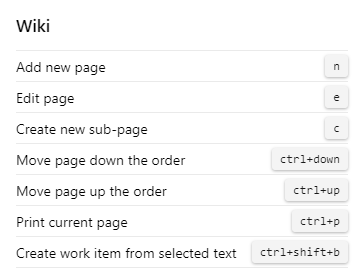 Wiki
Add new page n
Edit page e
Create new sub-page c
Move page down the order ctrl+down
Move page up the order ctrl+up
Print current page ctrl+p
Create work item from selected text ctrl+shift+b